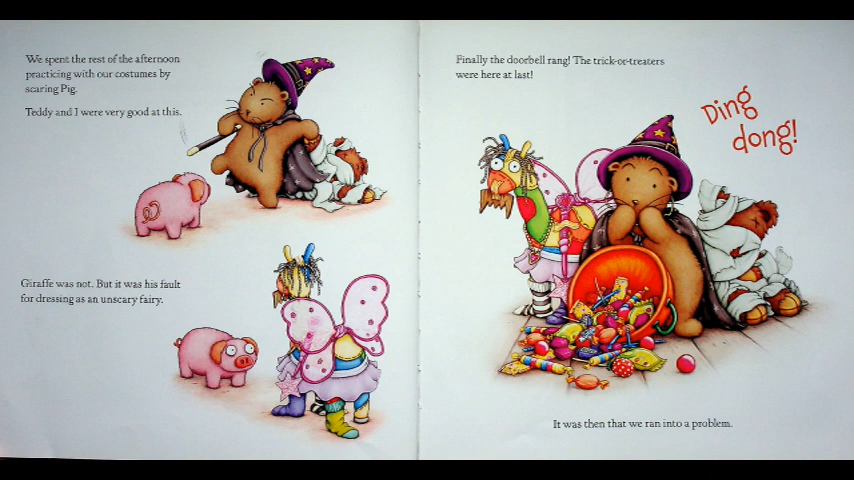 We spent the rest of the afternoon
practicing with our costumes by
scaring Pig.
Teddy and I were very good at this.
Giraffe was not. But it was his fault
for dressing as an unscary fairy.
Finally the doorbell rang! The trick-or-treaters
were here at last!
Ding
dong!
It was then that we ran into a problem.